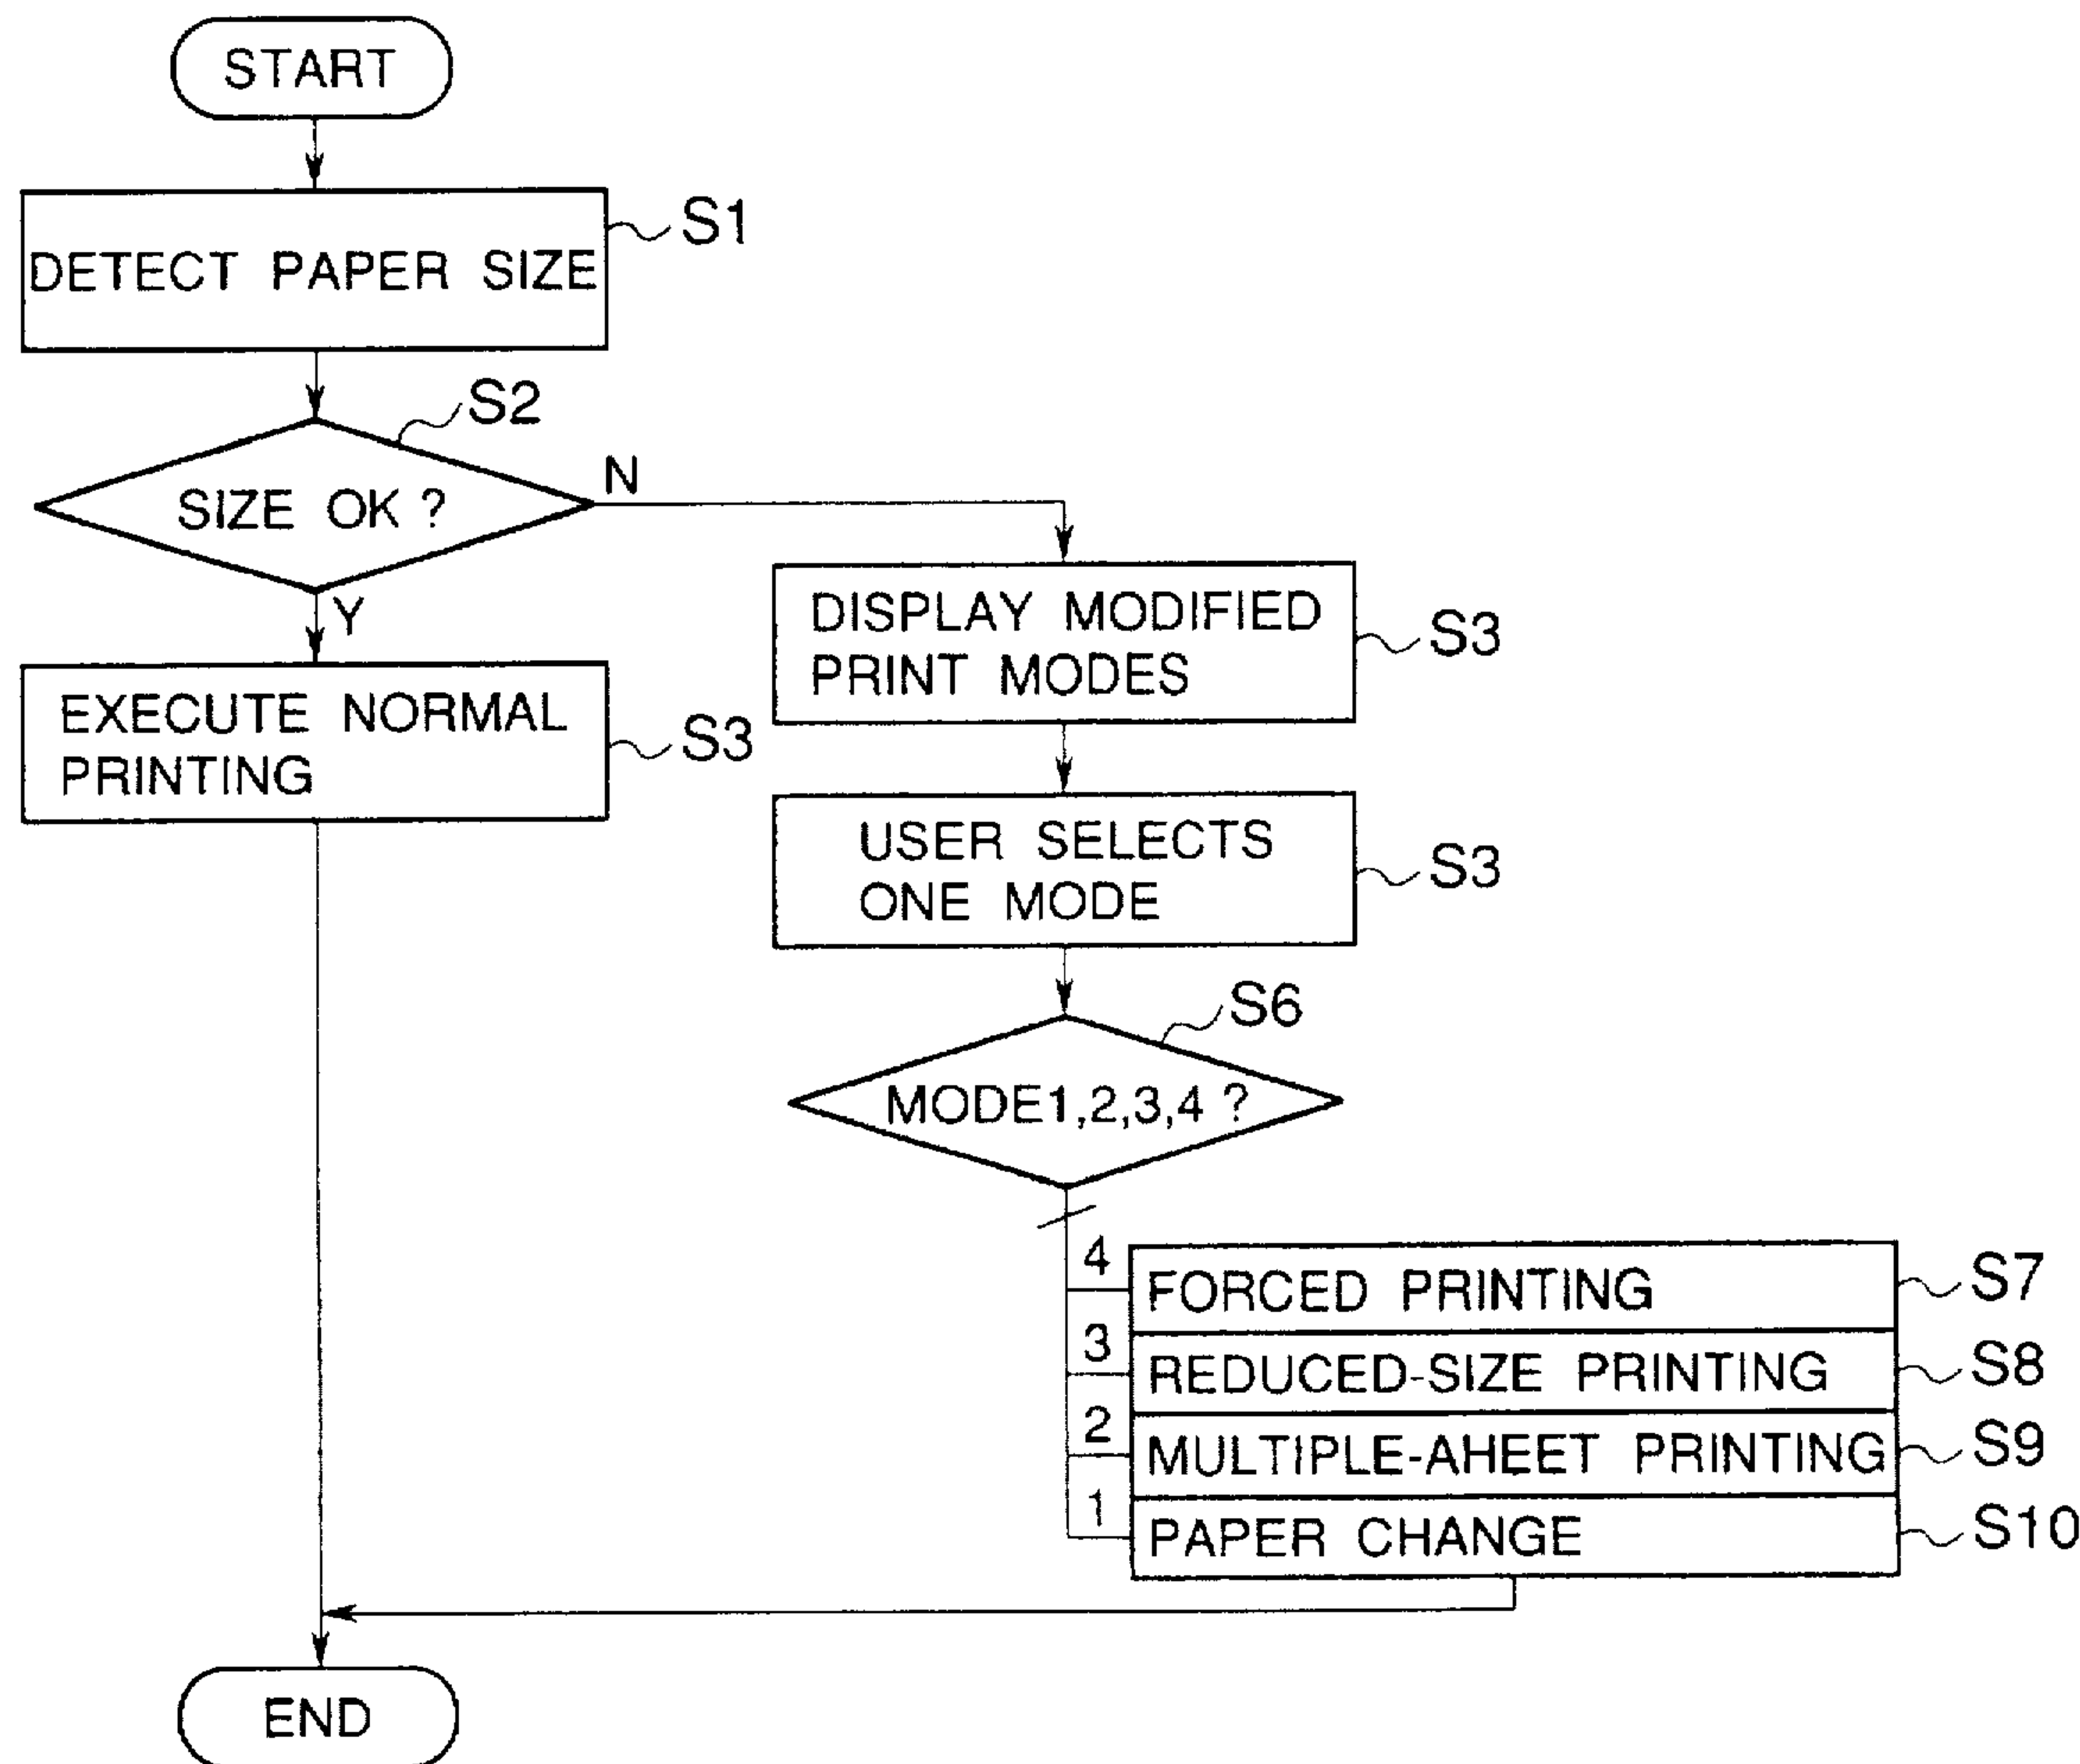 START
DETECT PAPER SIZE
S1
S2
SIZE OK ?
N
Y
EXECUTE NORMAL
PRINTING
S3
DISPLAY MODIFIED
PRINT MODES
S3
USER SELECTS
ONE MODE
S3
S6
MODE1,2,3,4 ?
4
FORCED PRINTING
S7
3
REDUCED-SIZE PRINTING
S8
2
MULTIPLE-AHEET PRINTING
S9
1
PAPER CHANGE
S10
END